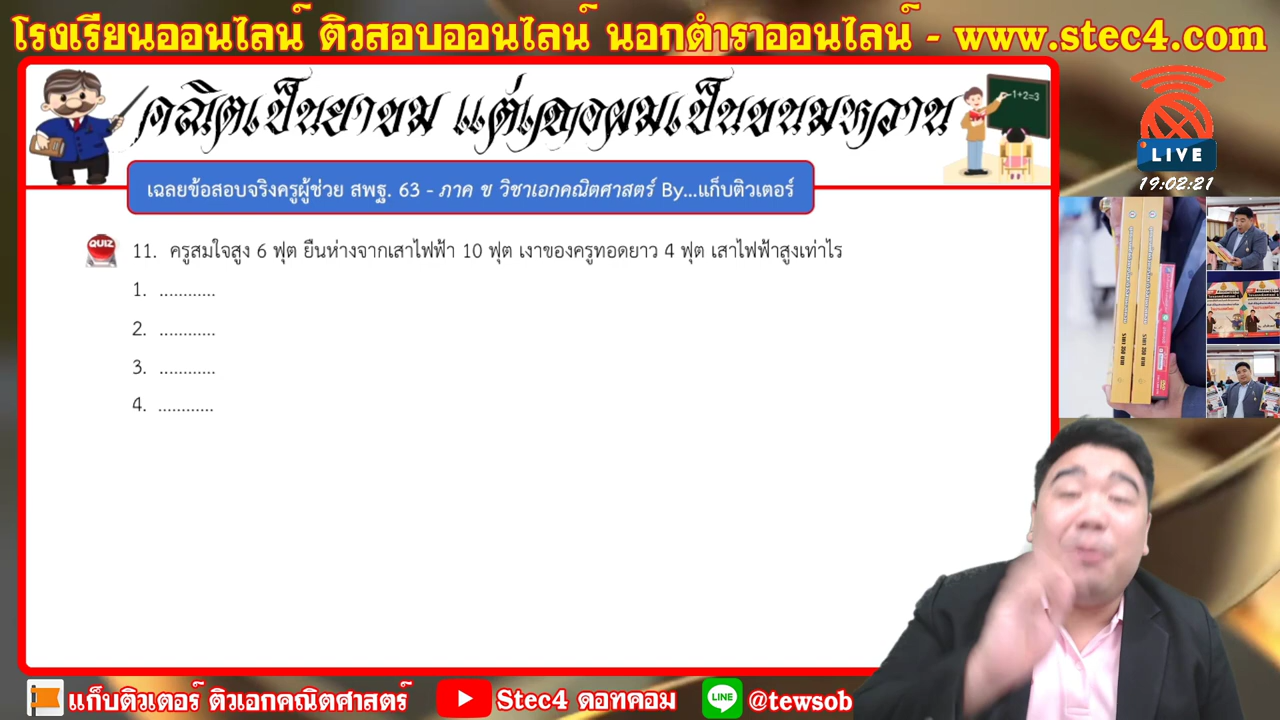 โรงเรียนออนไลน์ ติวสอบออนไลน์ นอกตำราออนไลน์ - www.stec4.com
คณิตเป็นยาขม แต่เจอผมเป็นขนมหวาน
1+2=3
LIVE
19:02:21
เฉลยข้อสอบจริงครูผู้ช่วย สพฐ. 63 - ภาค ข วิชาเอกคณิตศาสตร์ By...แก็บติวเตอร์
QUIZ
11. ครูสมใจสูง 6 ฟุต ยืนห่างจากเสาไฟฟ้า 10 ฟุต เงาของครูทอดยาว 4 ฟุต เสาไฟฟ้าสูงเท่าไร
1. ............
2. ............
3. ............
4. ............
แก็บติวเตอร์ ติวเอกคณิตศาสตร์
Stec4 ดอทคอม
LINE
@tewsob